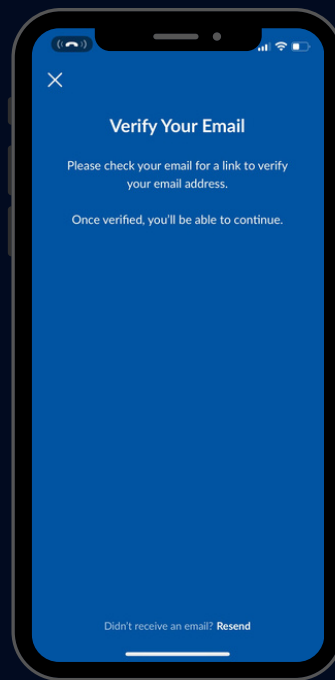 Verify Your Email
Please check your email for a link to verify
your email address.
Once verified, you'll be able to continue.
Didn't receive an email? Resend